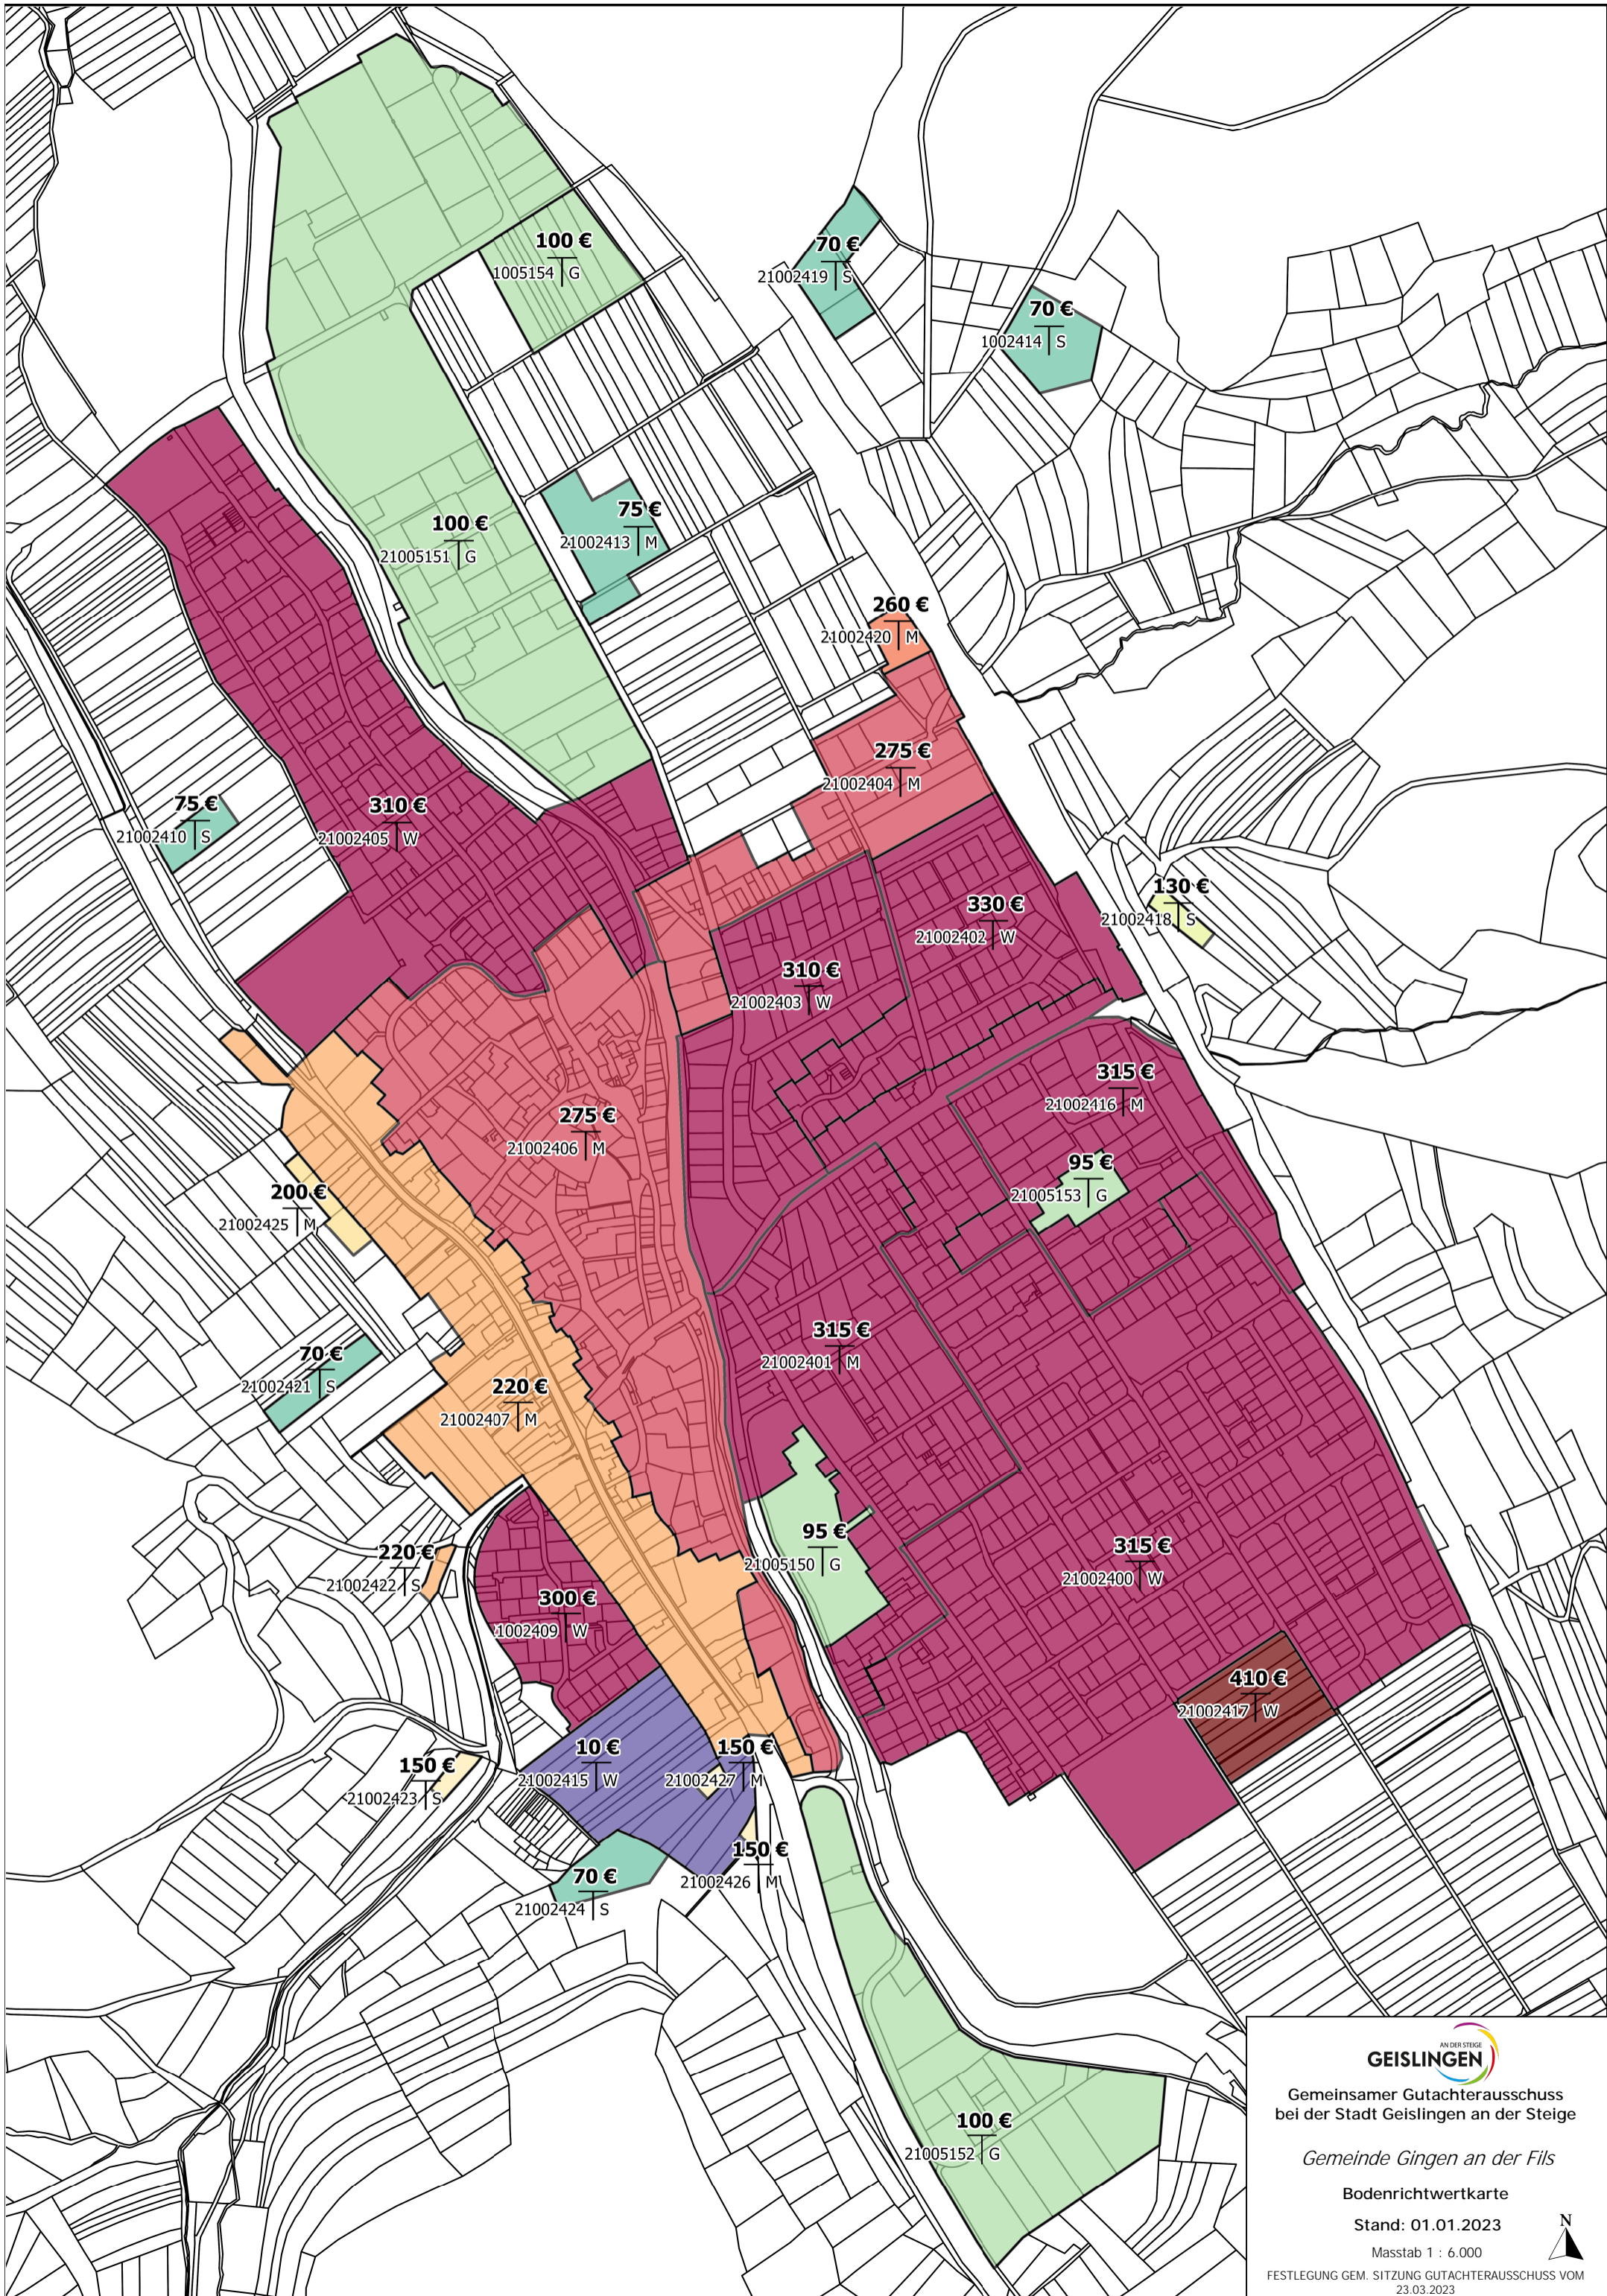 100 €
1005154 G
70 €
21002419 S
70 €
1002414 S
100 €
21005151 G
75 €
21002413 M
260 €
21002420 M
275 €
21002404 M
75 €
21002410 S
310 €
21002405 W
130 €
21002418 S
330 €
21002402 W
310 €
21002403 W
315 €
21002416 M
275 €
21002406 M
95 €
21005153 G
200 €
21002425 M
315 €
21002401 M
70 €
21002421 S
220 €
21002407 M
95 €
21005150 G
315 €
21002400 W
220 €
21002422 S
300 €
1002409 W
410 €
21002417 W
10 €
21002415 W
150 €
21002427 M
150 €
21002423 S
150 €
21002426 M
70 €
21002424 S
100 €
21005152 G
AN DER STEIGE
GEISLINGEN
Gemeinsamer Gutachterausschuss
bei der Stadt Geislingen an der Steige
Gemeinde Gingen an der Fils
Bodenrichtwertkarte
Stand: 01.01.2023
N
Masstab 1 : 6.000
FESTLEGUNG GEM. SITZUNG GUTACHTERAUSSCHUSS VOM
23.03.2023